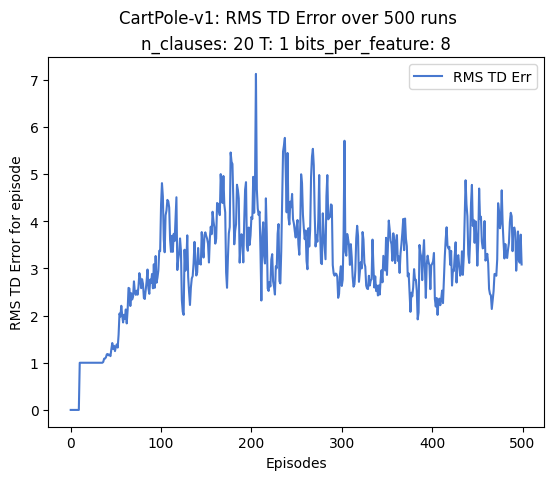 CartPole-v1: RMS TD Error over 500 runs
n_clauses: 20 T: 1 bits_per_feature: 8
RMS TD Err
RMS TD Error for episode
7
6
5
4
3
2
1
0
0 100 200 300 400 500
Episodes